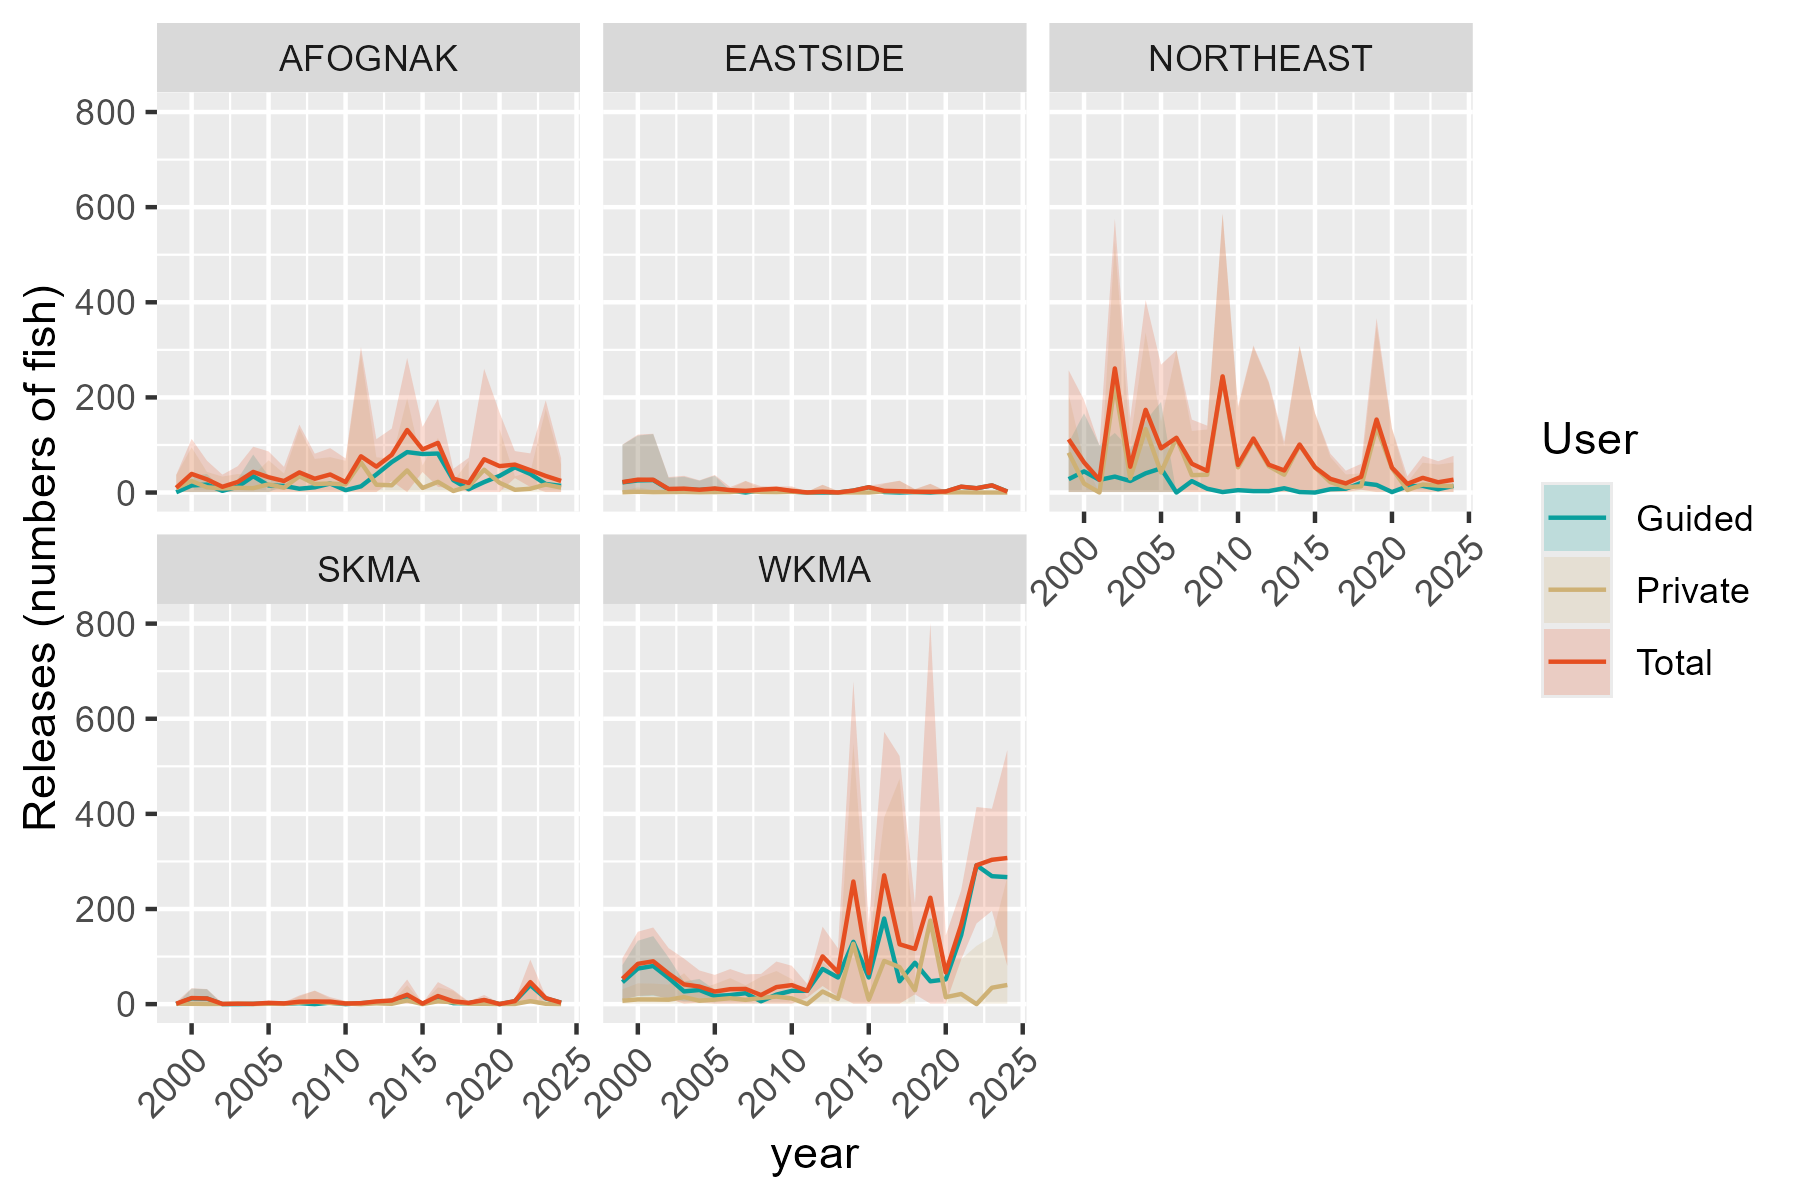 AFOGNAK EASTSIDE NORTHEAST
800
600
400
200
0
2000 2005 2010 2015 2020 2025
SKMA WKMA
800
600
400
200
0
2000 2005 2010 2015 2020 2025 2000 2005 2010 2015 2020 2025
year
Releases (numbers of fish)
User
Guided
Private
Total